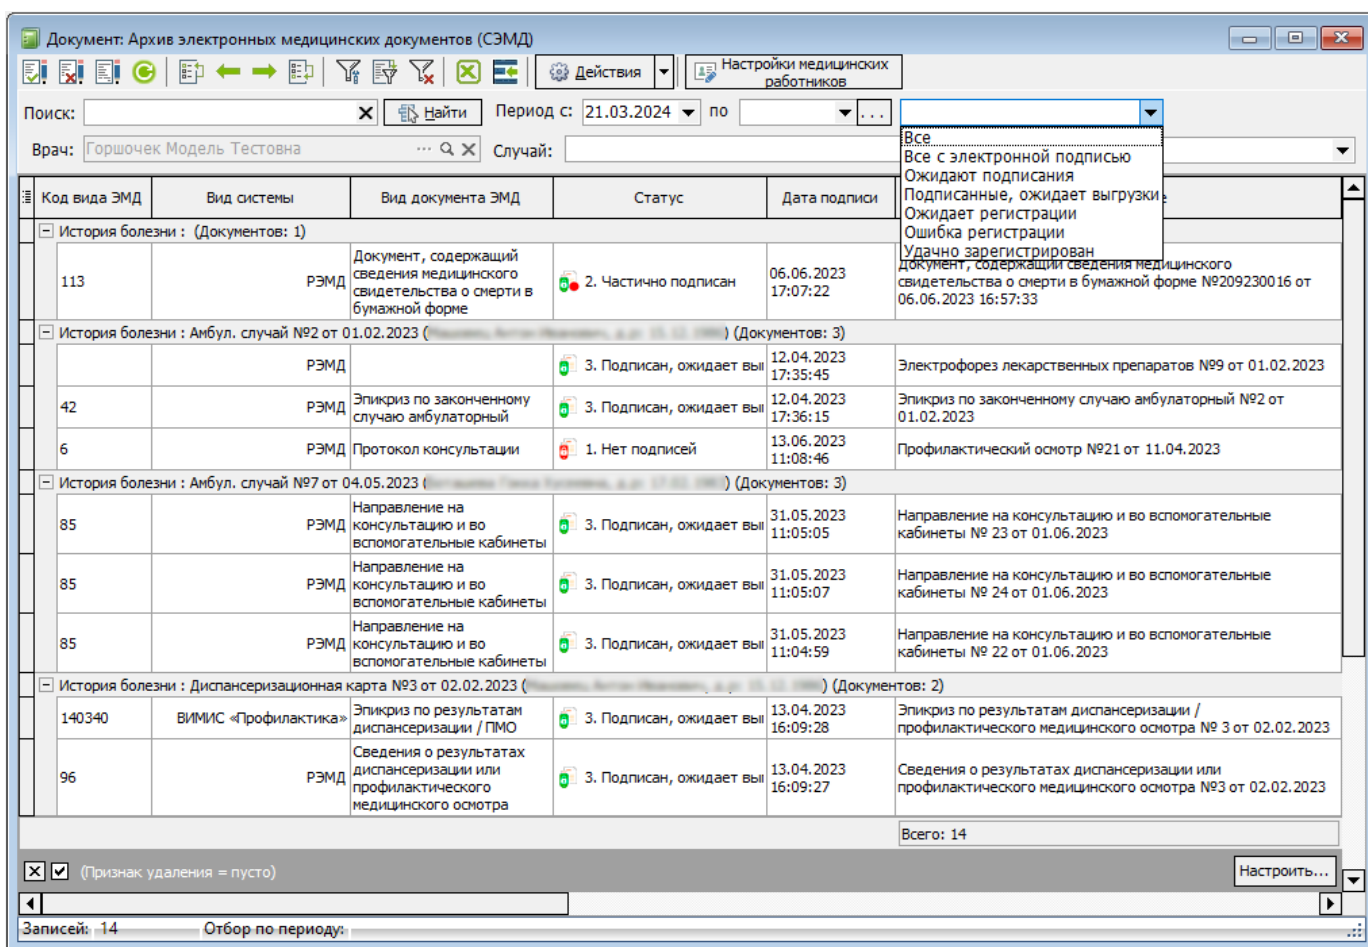 Документ: Архив электронных медицинских документов (СЭМД)
Действия
Настройки медицинских
работников
Поиск:
Найти
Период с: 21.03.2024 по
...
Врач: Горшочек Модель Тестовна
Случай:
Все
Все с электронной подписью
Ожидают подписания
Подписанные, ожидает выгрузки
Ожидает регистрации
Ошибка регистрации
Удачно зарегистрирован
Код вида ЭМД
Вид системы
Вид документа ЭМД
Статус
Дата подписи
История болезни : (Документов: 1)
113
РЭМД
Документ, содержащий
сведения медицинского
свидетельства о смерти в
бумажной форме
2. Частично подписан
06.06.2023
17:07:22
Документ, содержащий сведения медицинского
свидетельства о смерти в бумажной форме №209230016 от
06.06.2023 16:57:33
История болезни : Амбул. случай №2 от 01.02.2023 ( ) (Документов: 3)
РЭМД
3. Подписан, ожидает вы
12.04.2023
17:35:45
Электрофорез лекарственных препаратов №9 от 01.02.2023
42
РЭМД
Эпикриз по законченному
случаю амбулаторный
3. Подписан, ожидает вы
12.04.2023
17:36:15
Эпикриз по законченному случаю амбулаторный №2 от
01.02.2023
6
РЭМД
Протокол консультации
1. Нет подписей
13.06.2023
11:08:46
Профилактический осмотр №21 от 11.04.2023
История болезни : Амбул. случай №7 от 04.05.2023 ( ) (Документов: 3)
85
РЭМД
Направление на
консультацию и во
вспомогательные кабинеты
3. Подписан, ожидает вы
31.05.2023
11:05:05
Направление на консультацию и во вспомогательные
кабинеты № 23 от 01.06.2023
85
РЭМД
Направление на
консультацию и во
вспомогательные кабинеты
3. Подписан, ожидает вы
31.05.2023
11:05:07
Направление на консультацию и во вспомогательные
кабинеты № 24 от 01.06.2023
85
РЭМД
Направление на
консультацию и во
вспомогательные кабинеты
3. Подписан, ожидает вы
31.05.2023
11:04:59
Направление на консультацию и во вспомогательные
кабинеты № 22 от 01.06.2023
История болезни : Диспансеризационная карта №3 от 02.02.2023 ( ) (Документов: 2)
140340
ВИМИС «Профилактика»
Эпикриз по результатам
диспансеризации / ПМО
3. Подписан, ожидает вы
13.04.2023
16:09:28
Эпикриз по результатам диспансеризации /
профилактического медицинского осмотра № 3 от 02.02.2023
96
РЭМД
Сведения о результатах
диспансеризации или
профилактического
медицинского осмотра
3. Подписан, ожидает вы
13.04.2023
16:09:27
Сведения о результатах диспансеризации или
профилактического медицинского осмотра №3 от 02.02.2023
Всего: 14
(Признак удаления = пусто)
Настроить...
Записей: 14
Отбор по периоду: